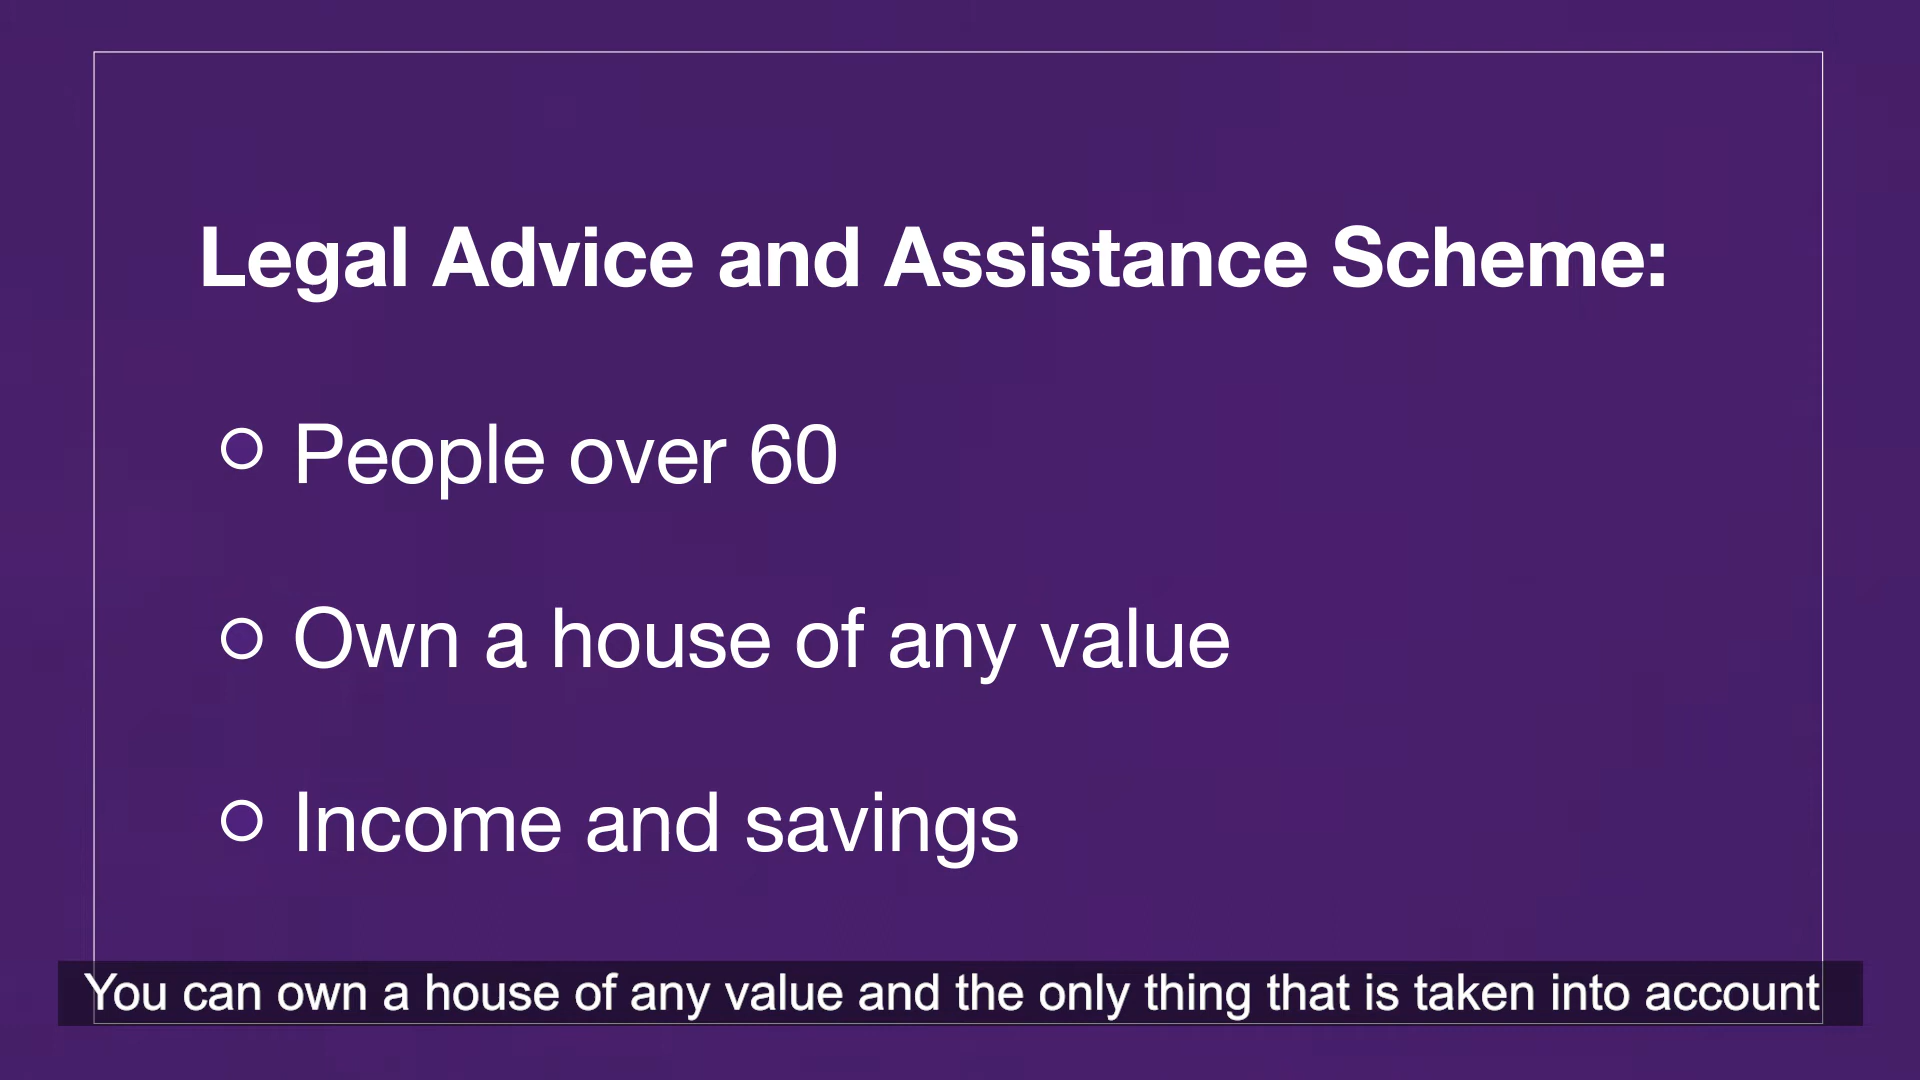 Legal Advice and Assistance Scheme:
People over 60
Own a house of any value
Income and savings
You can own a house of any value and the only thing that is taken into account